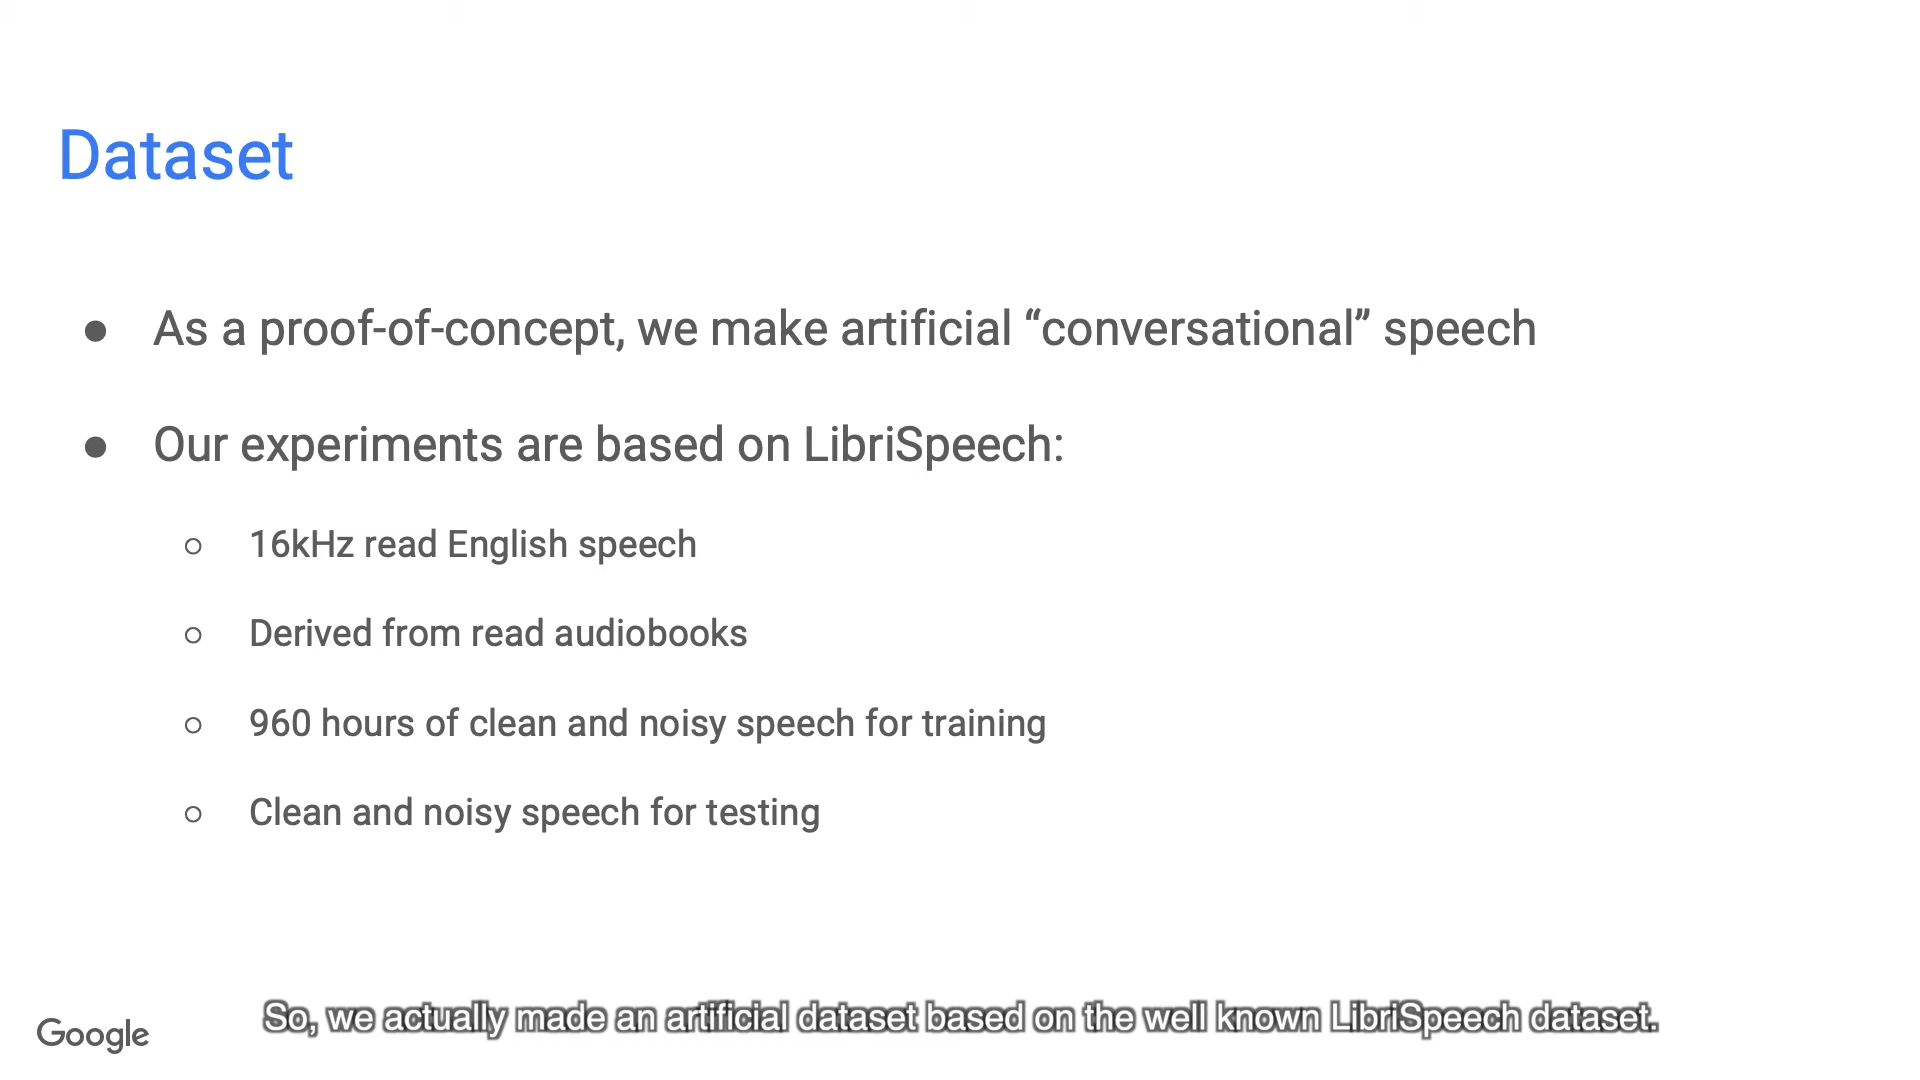 Dataset
● As a proof-of-concept, we make artificial “conversational” speech
● Our experiments are based on LibriSpeech:
○ 16kHz read English speech
○ Derived from read audiobooks
○ 960 hours of clean and noisy speech for training
○ Clean and noisy speech for testing
So, we actually made an artificial dataset based on the well known LibriSpeech dataset.
Google